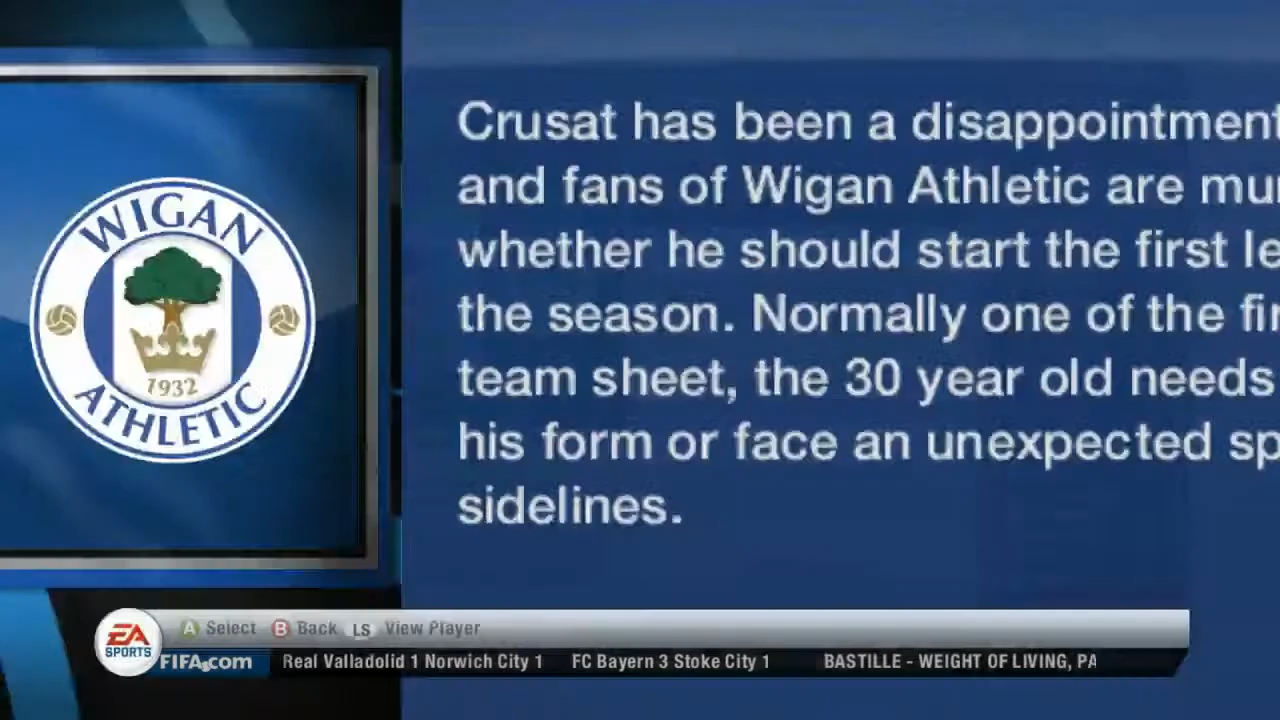 WIGAN
ATHLETIC
1932
Crusat has been a disappointment
and fans of Wigan Athletic are mu
whether he should start the first le
the season. Normally one of the fir
team sheet, the 30 year old needs
his form or face an unexpected sp
sidelines.
A Select B Back LS View Player
EA
SPORTS
FIFA.com Real Valladolid 1 Norwich City 1 FC Bayern 3 Stoke City 1 BASTILLE - WEIGHT OF LIVING, PA